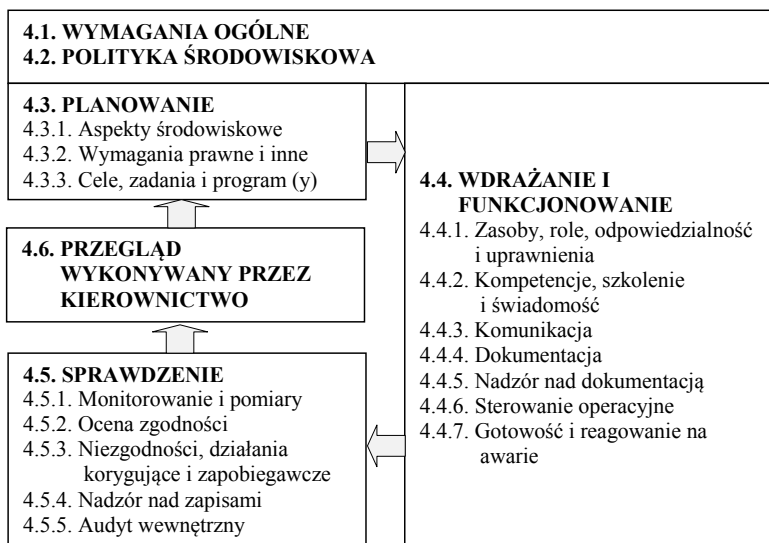 4.1. WYMAGANIA OGÓLNE
4.2. POLITYKA ŚRODOWISKOWA
4.3. PLANOWANIE
4.3.1. Aspekty środowiskowe
4.3.2. Wymagania prawne i inne
4.3.3. Cele, zadania i program (y)
4.6. PRZEGLĄD
WYKONYWANY PRZEZ
KIEROWNICTWO
4.5. SPRAWDZENIE
4.5.1. Monitorowanie i pomiary
4.5.2. Ocena zgodności
4.5.3. Niezgodności, działania
korygujące i zapobiegawcze
4.5.4. Nadzór nad zapisami
4.5.5. Audyt wewnętrzny
4.4. WDRAŻANIE I
FUNKCJONOWANIE
4.4.1. Zasoby, role, odpowiedzialność
i uprawnienia
4.4.2. Kompetencje, szkolenie
i świadomość
4.4.3. Komunikacja
4.4.4. Dokumentacja
4.4.5. Nadzór nad dokumentacją
4.4.6. Sterowanie operacyjne
4.4.7. Gotowość i reagowanie na
awarie